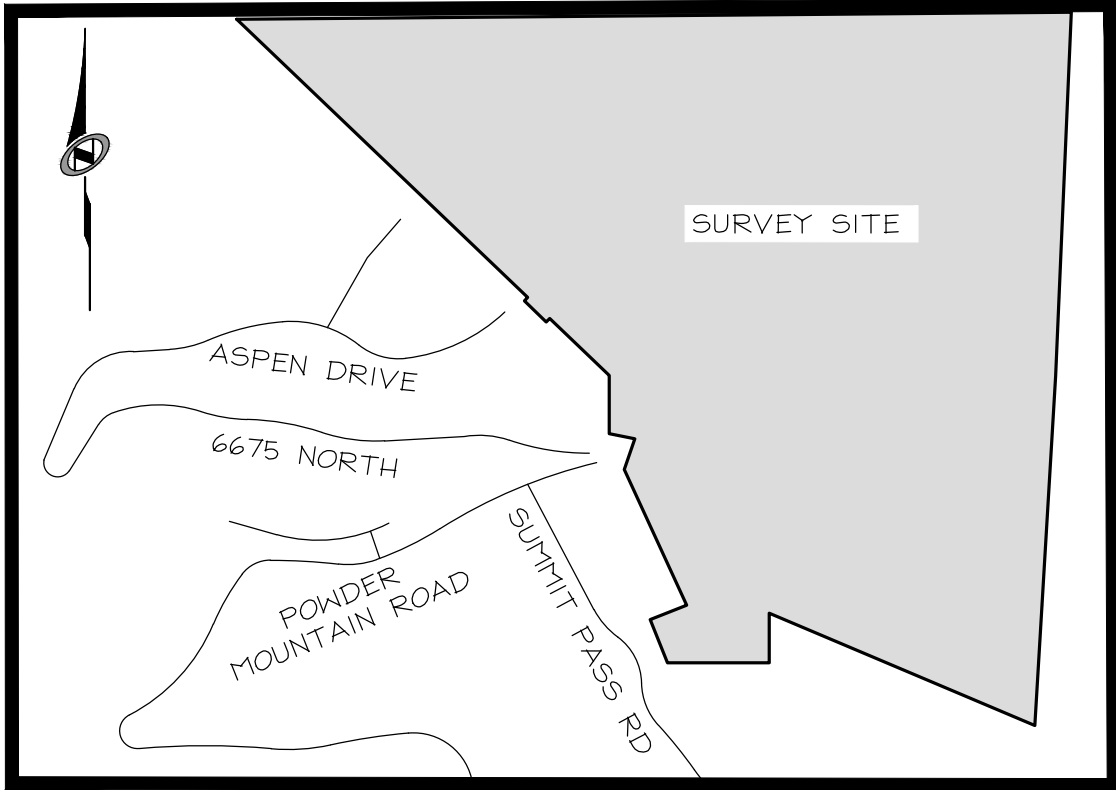 SURVEY SITE
ASPEN DRIVE
6675 NORTH
SUMMIT PASS RD
POWDER
MOUNTAIN ROAD
N